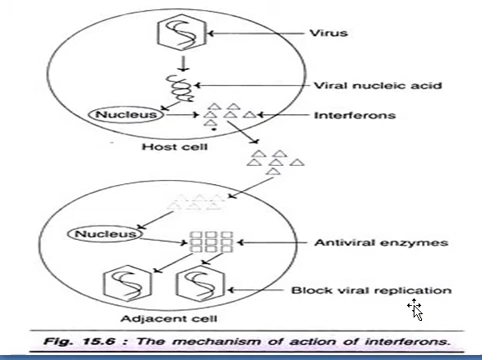 Virus
Viral nucleic acid
Nucleus
Interferons
Host cell
Nucleus
Antiviral enzymes
Block viral replication
Adjacent cell
Fig. 15.6 : The mechanism of action of interferons.